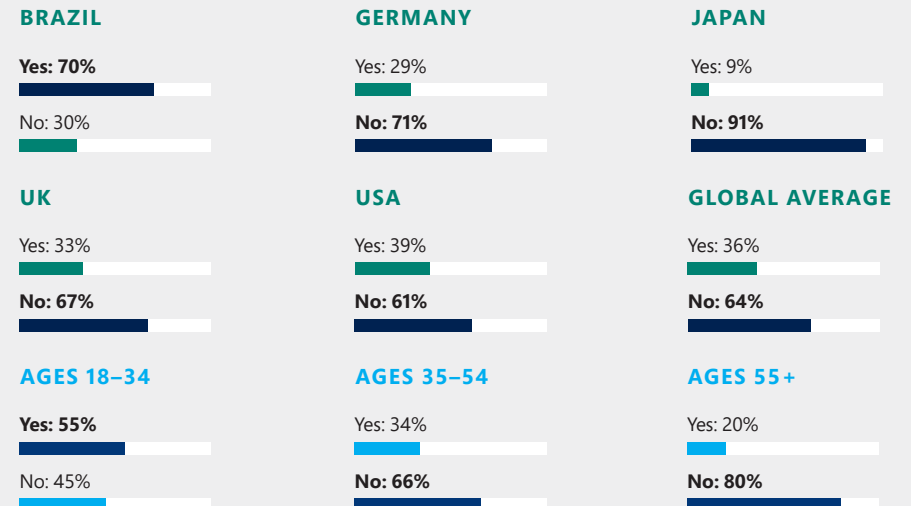 BRAZIL
Yes: 70%
No: 30%
GERMANY
Yes: 29%
No: 71%
JAPAN
Yes: 9%
No: 91%
UK
Yes: 33%
No: 67%
USA
Yes: 39%
No: 61%
GLOBAL AVERAGE
Yes: 36%
No: 64%
AGES 18–34
Yes: 55%
No: 45%
AGES 35–54
Yes: 34%
No: 66%
AGES 55+
Yes: 20%
No: 80%